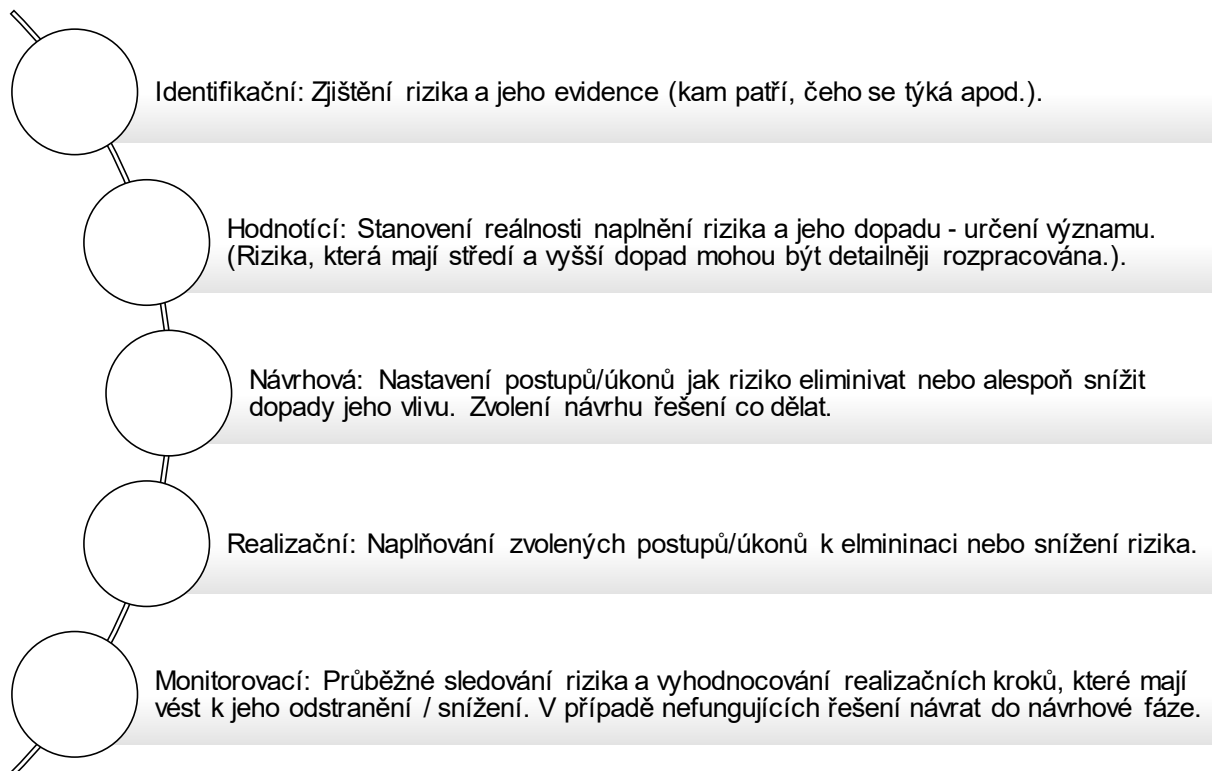 Identifikační: Zjištění rizika a jeho evidence (kam patří, čeho se týká apod.).
Hodnotící: Stanovení reálnosti naplnění rizika a jeho dopadu - určení významu.
(Rizika, která mají středí a vyšší dopad mohou být detailněji rozpracována.).
Návrhová: Nastavení postupů/úkonů jak riziko eliminivat nebo alespoň snížit
dopady jeho vlivu. Zvolení návrhu řešení co dělat.
Realizační: Naplňování zvolených postupů/úkonů k elmininaci nebo snížení rizika.
Monitorovací: Průběžné sledování rizika a vyhodnocování realizačních kroků, které mají
vést k jeho odstranění / snížení. V případě nefungujících řešení návrat do návrhové fáze.